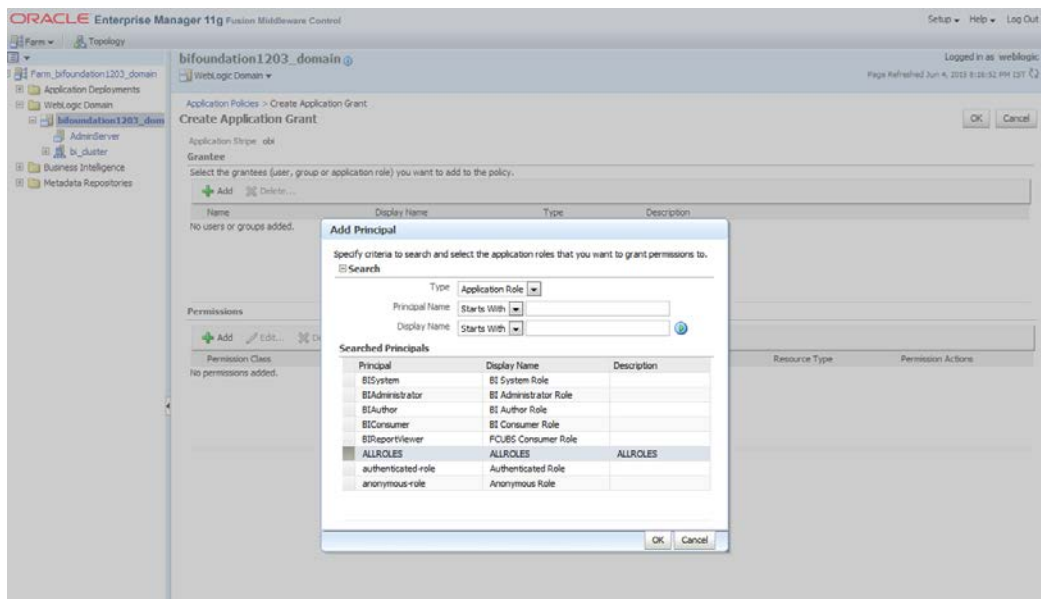 ORACLE Enterprise Manager 11g Fusion Middleware Control
Setup Help Log Out
Farm Topology
Farm_bifoundation1203_domain
Application Deployments
WebLogic Domain
bifoundation1203_dom
AdminServer
bi_cluster
Business Intelligence
Metadata Repositories
bifoundation1203_domain
Logged in as weblogic
WebLogic Domain
Page Refreshed Jun 4, 2015 IST
Application Policies > Create Application Grant
Create Application Grant
OK Cancel
Application Stripe obi
Grantee
Select the grantees (user, group or application role) you want to add to the policy.
Add Delete...
Name Display Name Type Description
No users or groups added.
Permissions
Add Edit... De
Permission Class Resource Type Permission Actions
No permissions added.
Add Principal
Specify criteria to search and select the application roles that you want to grant permissions to.
Search
Type Application Role
Principal Name Starts With
Display Name Starts With
Searched Principals
Principal Display Name Description
BISystem BI System Role
BIAdministrator BI Administrator Role
BIAuthor BI Author Role
BIConsumer BI Consumer Role
BIReportViewer FCUBS Consumer Role
ALLROLES ALLROLES ALLROLES
authenticated-role Authenticated Role
anonymous-role Anonymous Role
OK Cancel